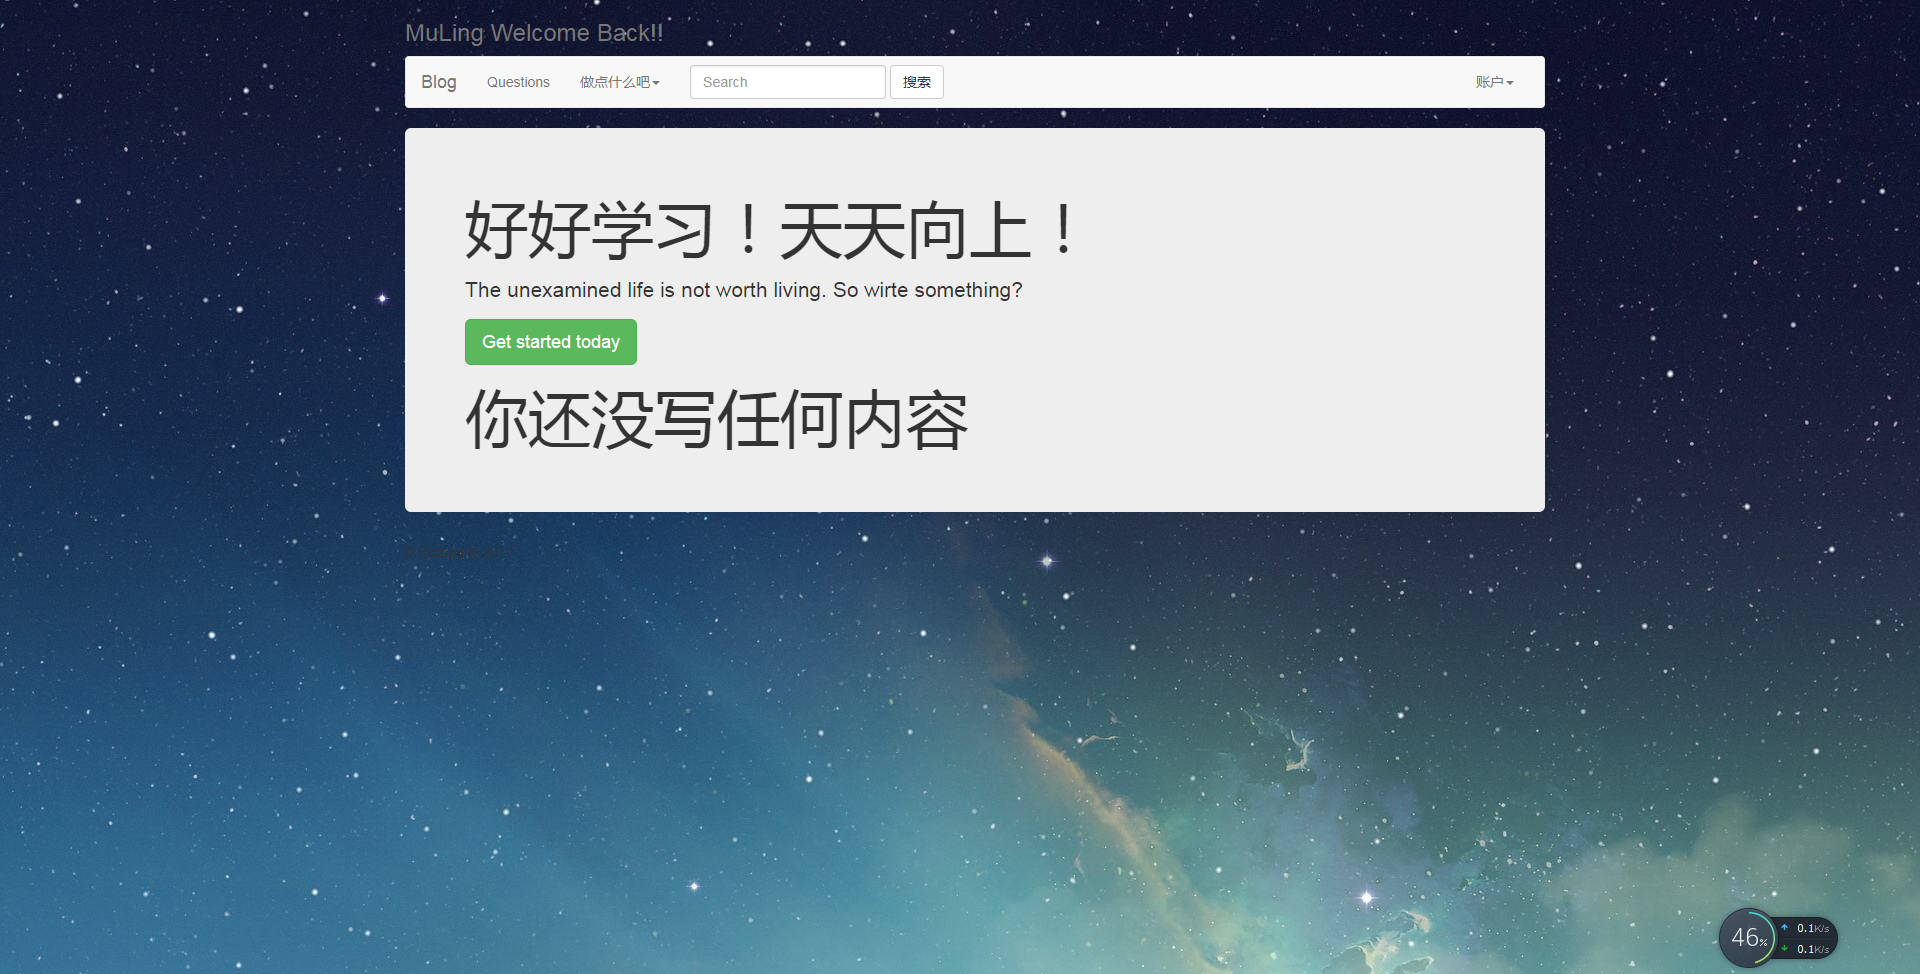 MuLing Welcome Back!!
Blog Questions 做点什么吧 Search 搜索 账户
好好学习！天天向上！
The unexamined life is not worth living. So wirte something?
Get started today
你还没写任何内容
46%
0.1K/s
0.1K/s